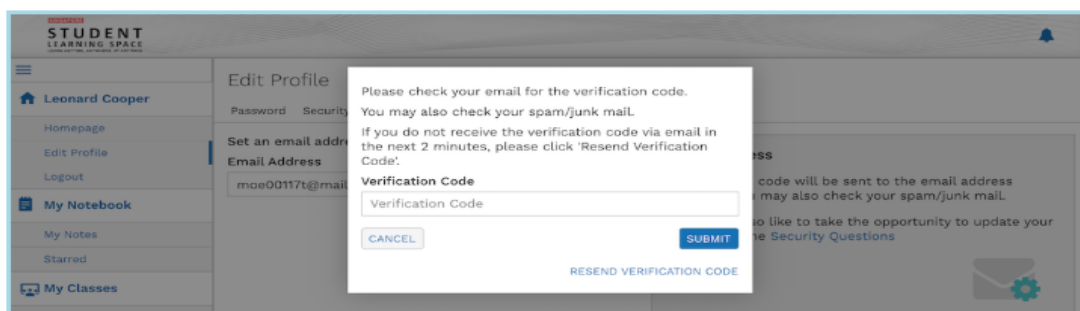 STUDENT
LEARNING SPACE
Leonard Cooper
Homepage
Edit Profile
Logout
My Notebook
My Notes
Starred
My Classes
Edit Profile
Password Security
Set an email addre
Email Address
moe00117t@mail
Please check your email for the verification code.
You may also check your spam/junk mail.
If you do not receive the verification code via email in
the next 2 minutes, please click 'Resend Verification
Code'.
Verification Code
Verification Code
CANCEL
SUBMIT
RESEND VERIFICATION CODE
ess
code will be sent to the email address
may also check your spam/junk mail.
so like to take the opportunity to update your
he Security Questions